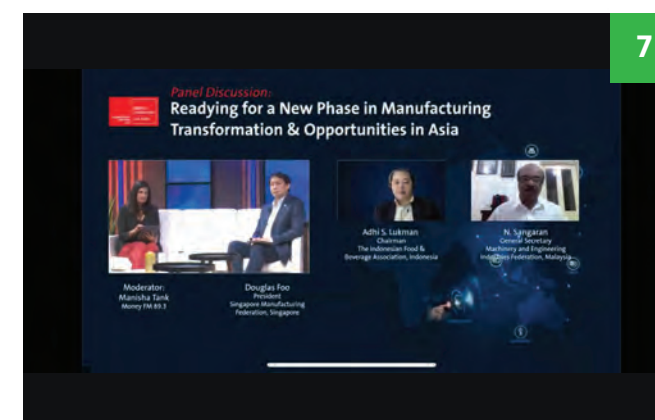 7
Panel Discussion:
Readying for a New Phase in Manufacturing
Transformation & Opportunities in Asia
Adhi S. Lukman
Chairman
The Indonesian Food &
Beverage Association, Indonesia
N. Sangaran
General Secretary
Machinery and Engineering
Industries Federation, Malaysia
Moderator:
Manisha Tank
Money FM 89.3
Douglas Foo
President
Singapore Manufacturing
Federation, Singapore